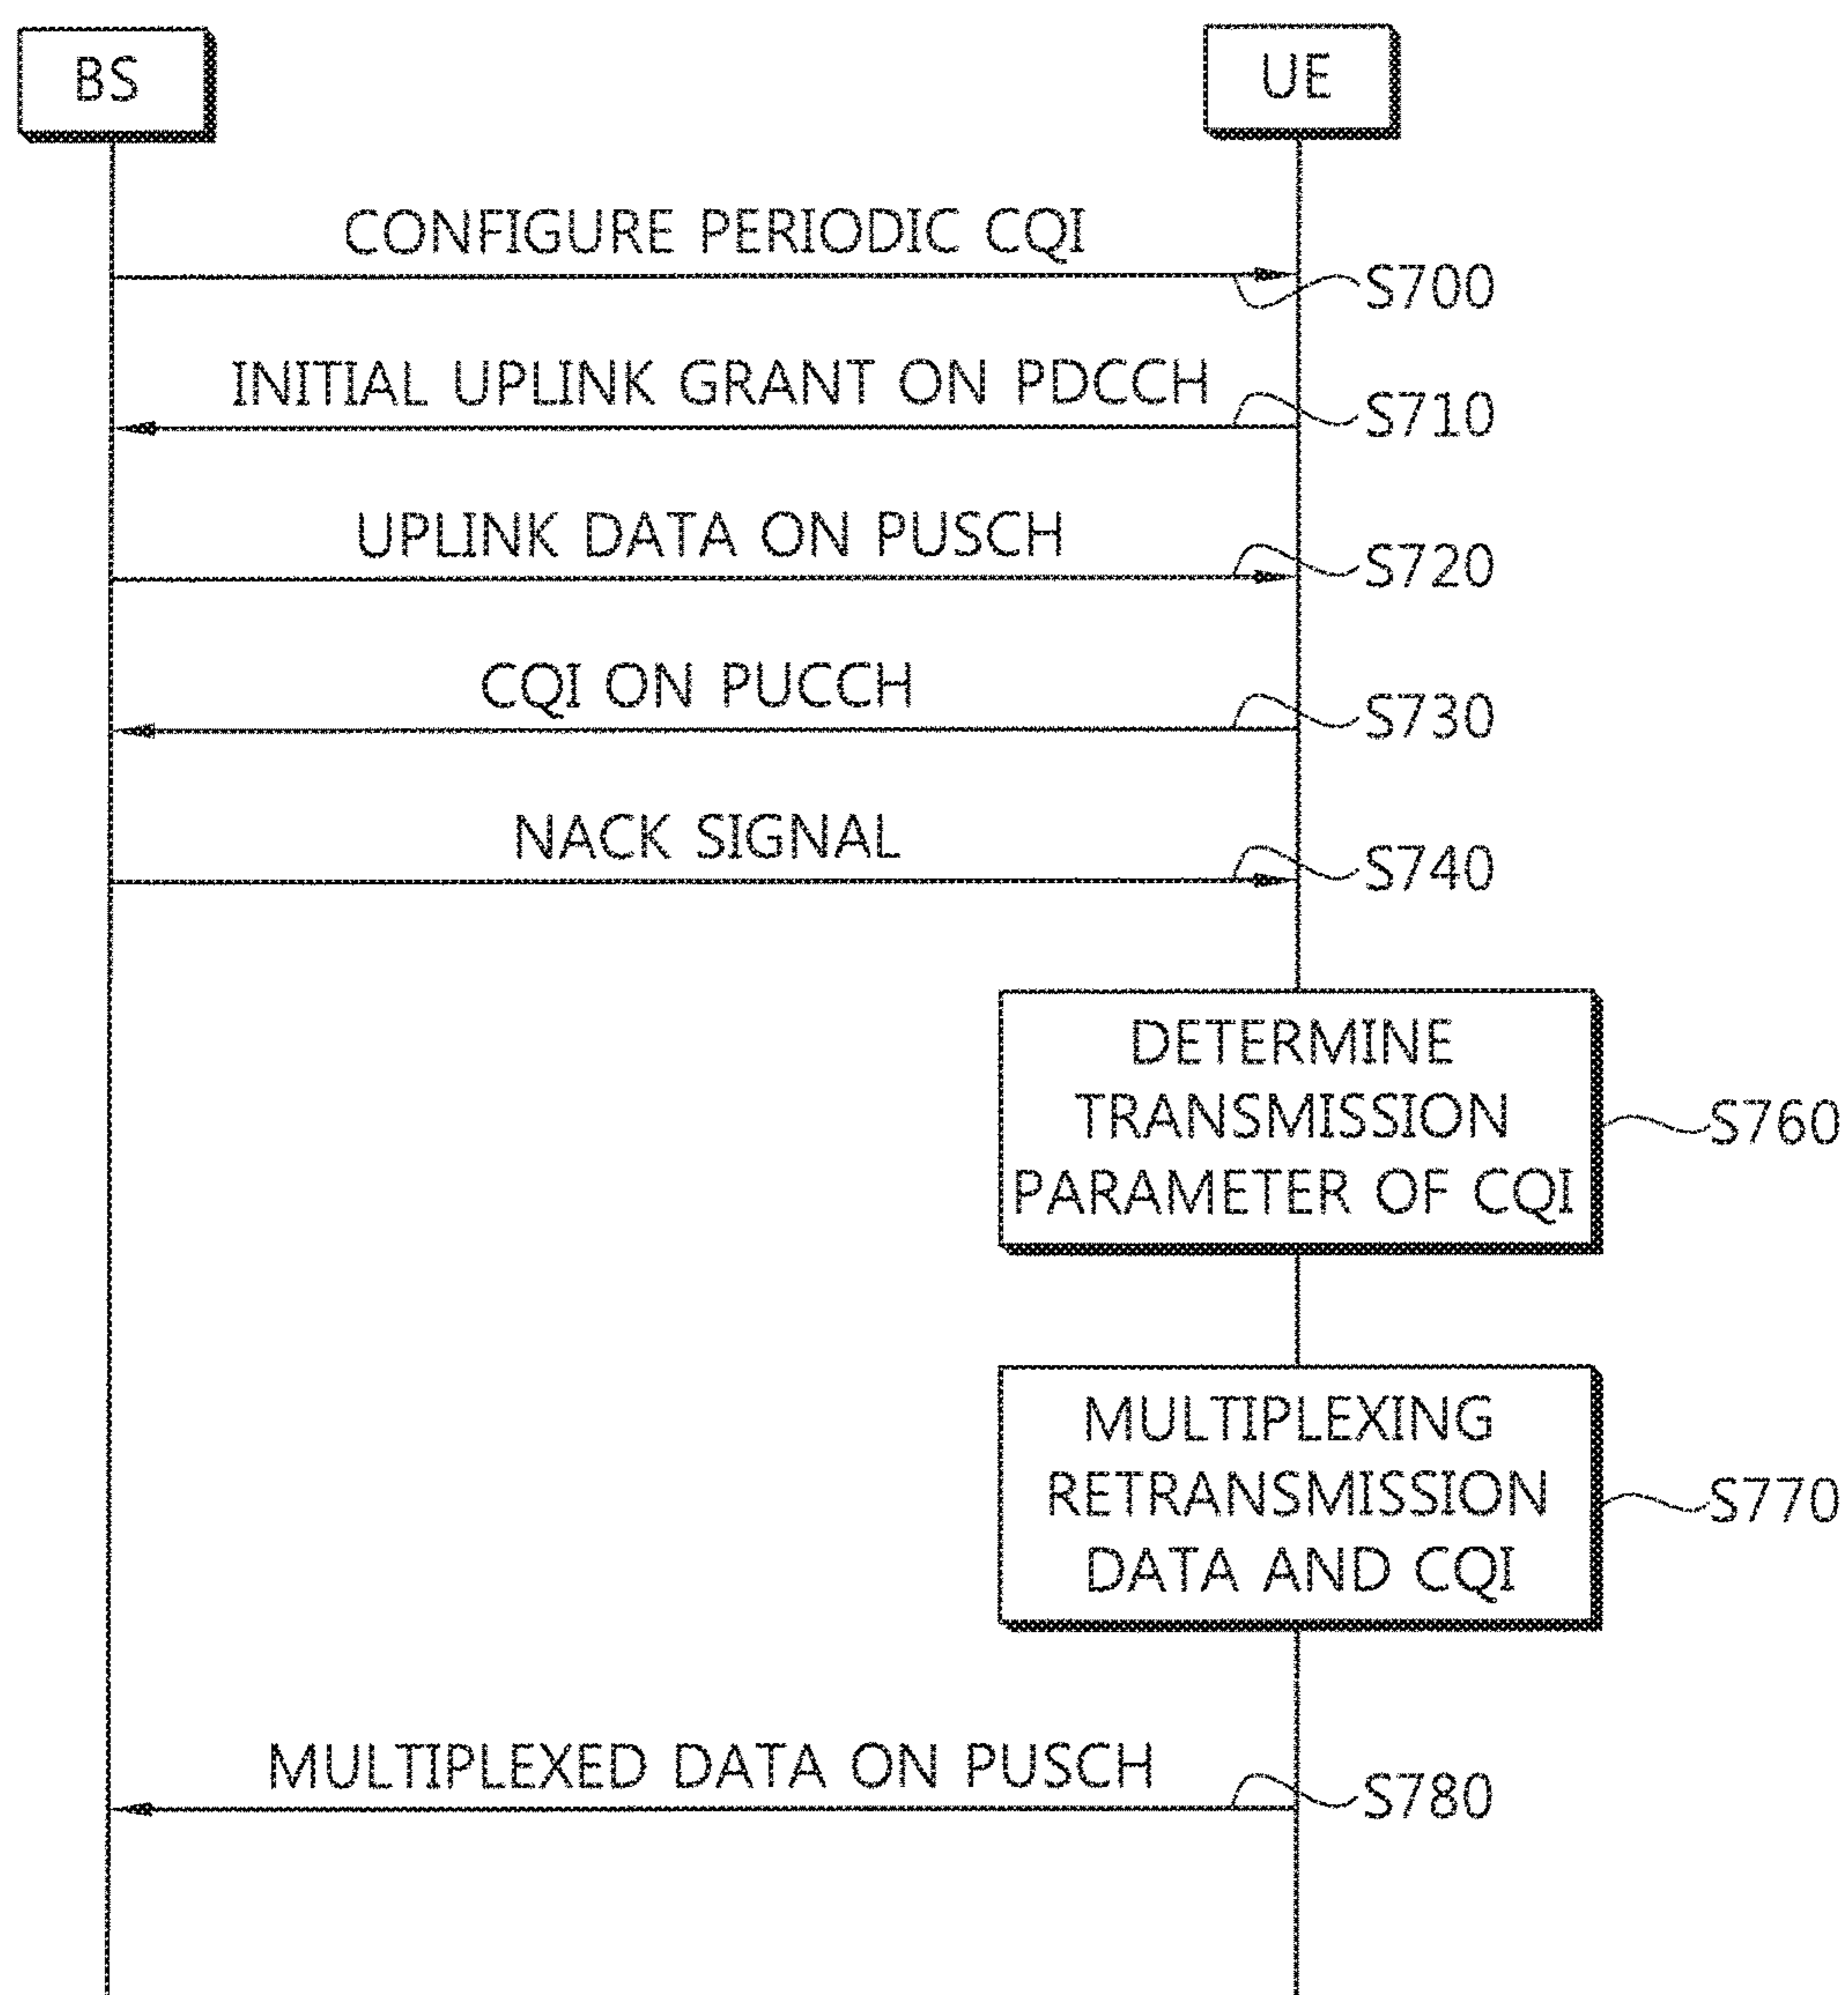 BS
UE
CONFIGURE PERIODIC CQI
S700
INITIAL UPLINK GRANT ON PDCCH
S710
UPLINK DATA ON PUSCH
S720
CQI ON PUCCH
S730
NACK SIGNAL
S740
DETERMINE
TRANSMISSION
PARAMETER OF CQI
S760
MULTIPLEXING
RETRANSMISSION
DATA AND CQI
S770
MULTIPLEXED DATA ON PUSCH
S780